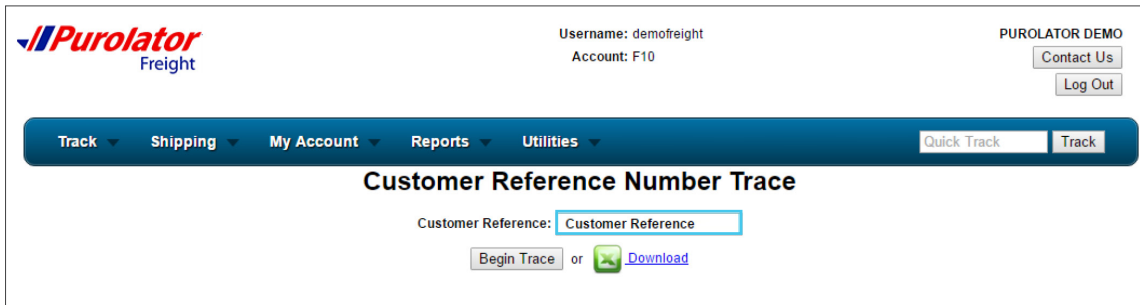 Purolator
Freight
Username: demofreight
Account: F10
PUROLATOR DEMO
Contact Us
Log Out
Track Shipping My Account Reports Utilities Quick Track Track
Customer Reference Number Trace
Customer Reference: Customer Reference
Begin Trace or Download